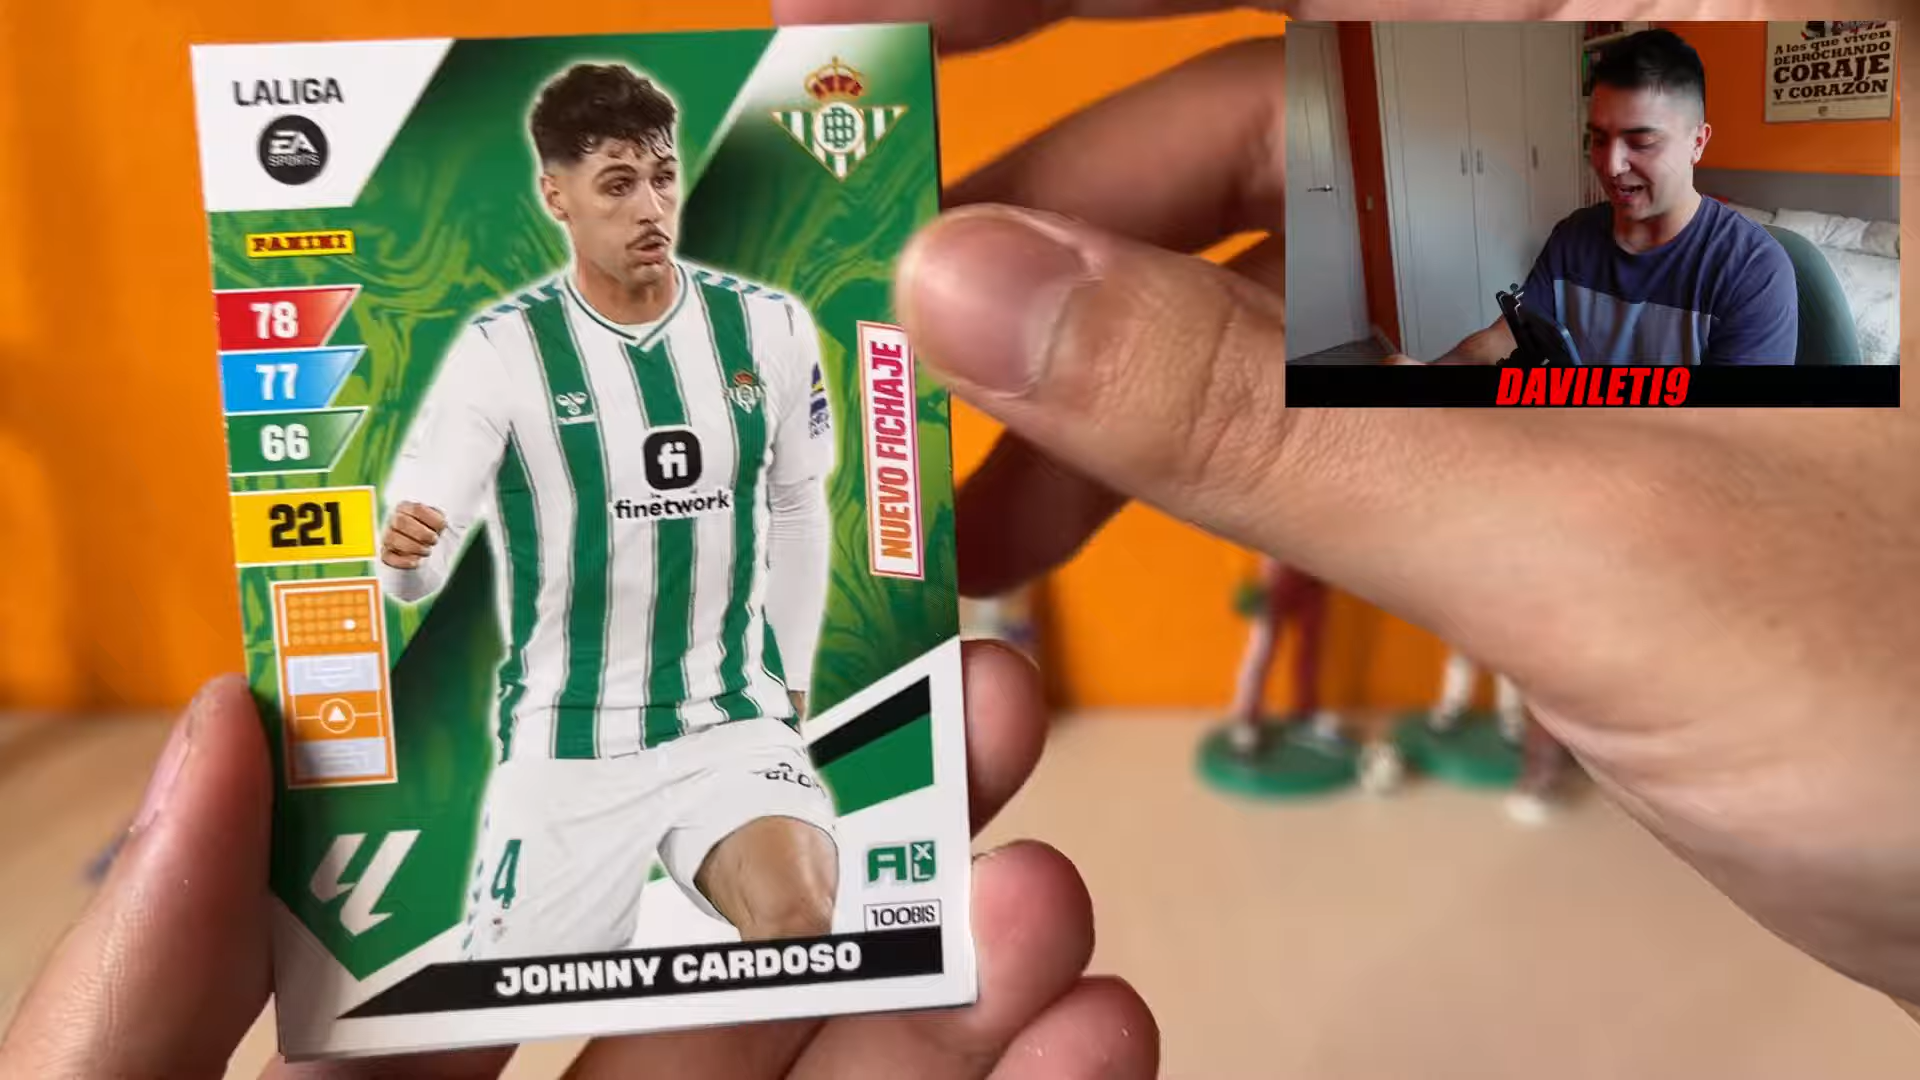 LALIGA
EA
SPORTS
PANINI
78
77
66
221
NUEVO FICHAJE
fi
finetwork
4
A XL
100BIS
JOHNNY CARDOSO
A los que viven
DERROCHANDO
CORAJE
Y CORAZÓN
DAVILETI9